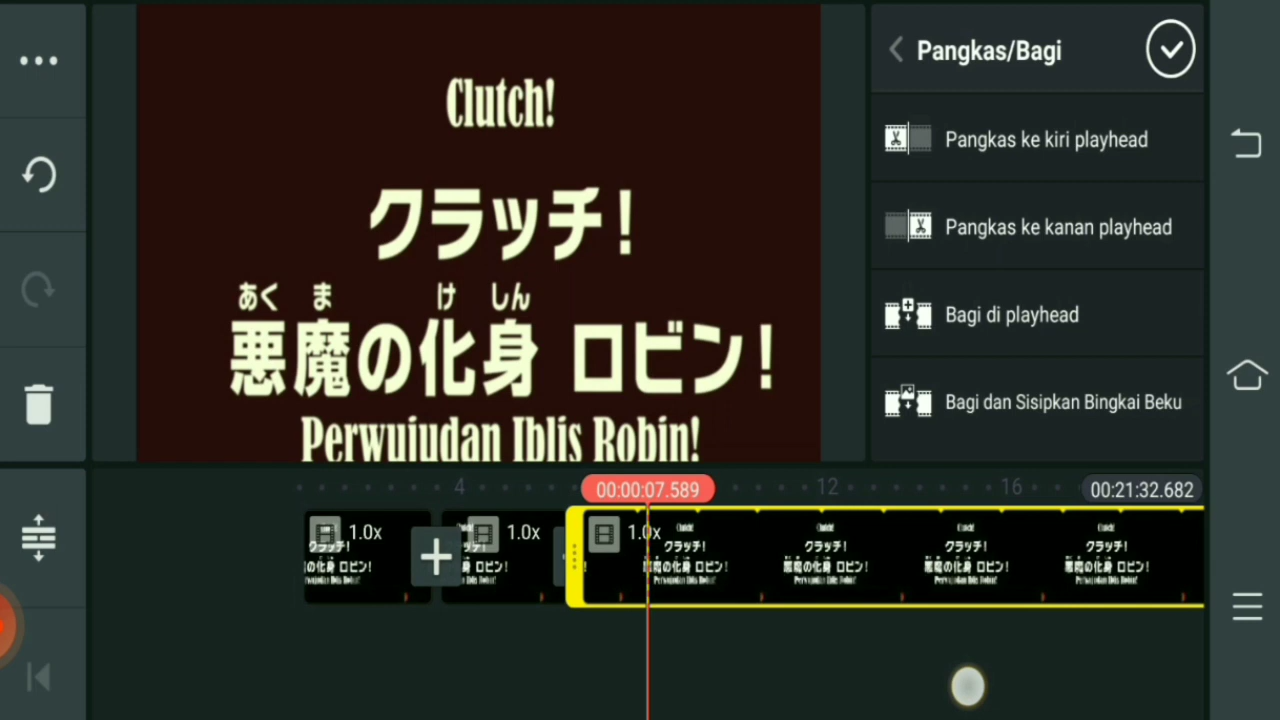 Clutch!
クラッチ！
あく ま け しん
悪魔の化身 ロビン！
Perwujudan Iblis Robin!
Pangkas/Bagi
Pangkas ke kiri playhead
Pangkas ke kanan playhead
Bagi di playhead
Bagi dan Sisipkan Bingkai Beku
4
00:00:07.589
12
16
00:21:32.682
1.0x
1.0x
1.0x